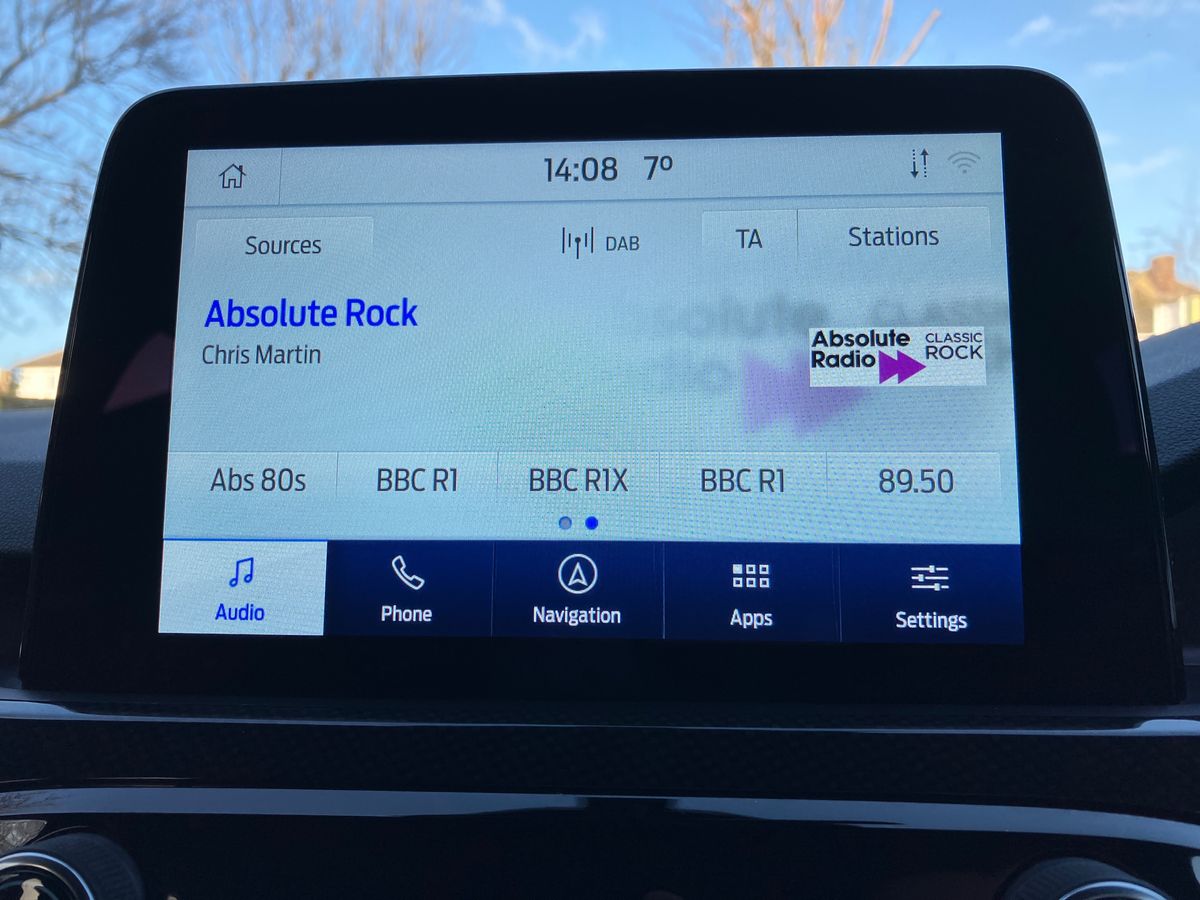 14:08 7º
Sources
DAB
TA
Stations
Absolute Rock
Chris Martin
Absolute
Radio
CLASSIC
ROCK
Abs 80s
BBC R1
BBC R1X
BBC R1
89.50
Audio
Phone
Navigation
Apps
Settings